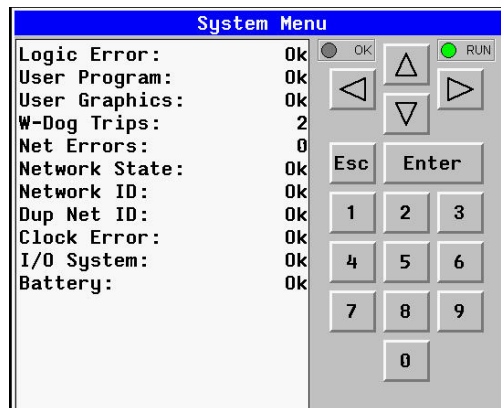 System Menu
Logic Error: Ok
User Program: Ok
User Graphics: Ok
W-Dog Trips: 2
Net Errors: 0
Network State: Ok
Network ID: Ok
Dup Net ID: Ok
Clock Error: Ok
I/O System: Ok
Battery: Ok
OK RUN
Esc Enter
1 2 3
4 5 6
7 8 9
0